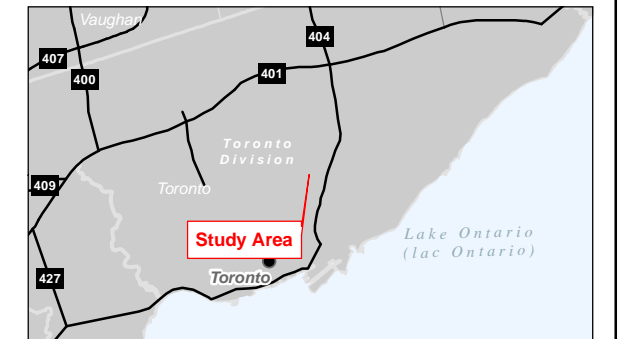 Vaughan
404
407
400
401
Toronto
Division
409
Toronto
Study Area
Lake Ontario
(lac Ontario)
427
Toronto